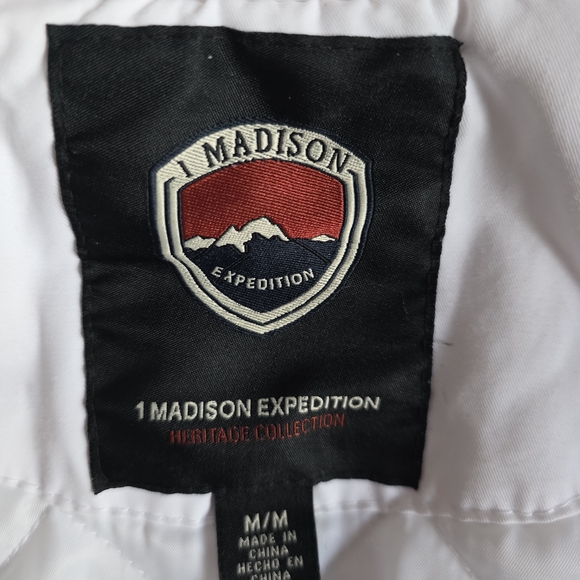 1 MADISON
EXPEDITION
1 MADISON EXPEDITION
HERITAGE COLLECTION
M/M
MADE IN
CHINA
HECHO EN
CHINA